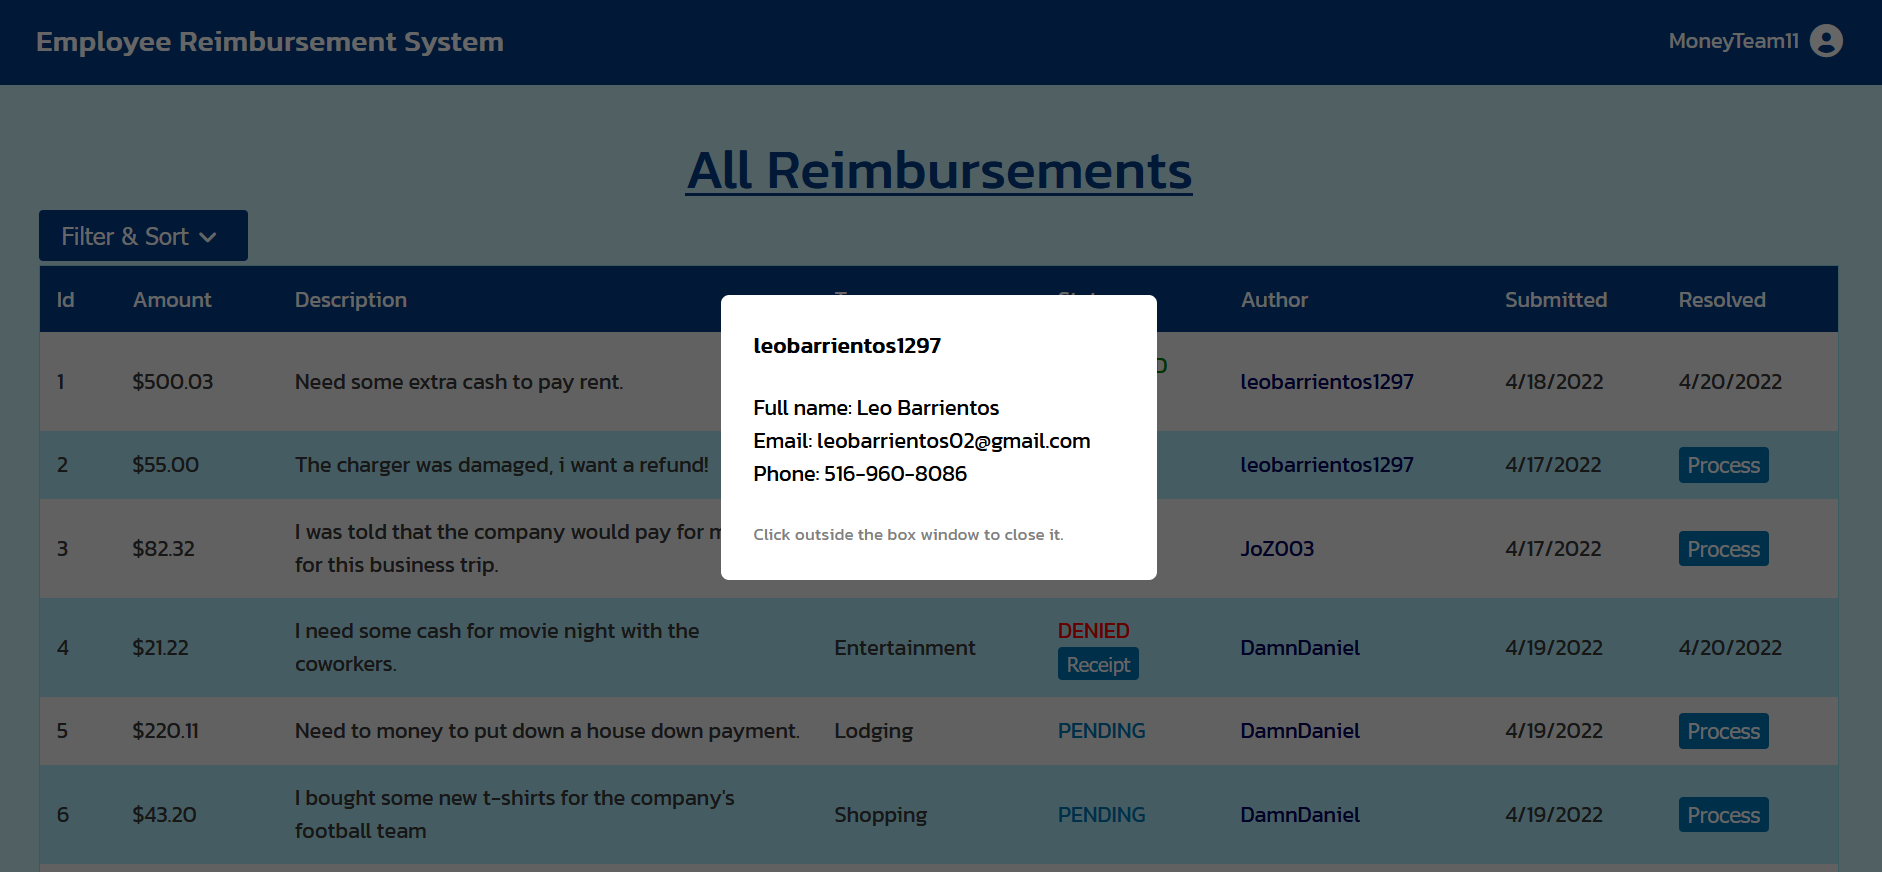 Employee Reimbursement System
MoneyTeam11
All Reimbursements
Filter & Sort
Id Amount Description Author Submitted Resolved
leobarrientos1297
Full name: Leo Barrientos
Email: leobarrientos02@gmail.com
Phone: 516-960-8086
Click outside the box window to close it.
1 $500.03 Need some extra cash to pay rent. leobarrientos1297 4/18/2022 4/20/2022
2 $55.00 The charger was damaged, i want a refund! leobarrientos1297 4/17/2022 Process
3 $82.32 I was told that the company would pay for
for this business trip.
JoZ003 4/17/2022 Process
4 $21.22 I need some cash for movie night with the
coworkers.
Entertainment DENIED
Receipt
DamnDaniel 4/19/2022 4/20/2022
5 $220.11 Need to money to put down a house down payment. Lodging PENDING DamnDaniel 4/19/2022 Process
6 $43.20 I bought some new t-shirts for the company's
football team
Shopping PENDING DamnDaniel 4/19/2022 Process